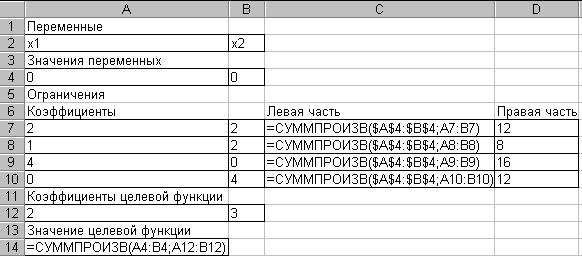 A B C D
1 Переменные
2 x1 x2
3 Значения переменных
4 0 0
5 Ограничения
6 Коэффициенты Левая часть Правая часть
7 2 2 =СУММПРОИЗВ($A$4:$B$4;A7:B7) 12
8 1 2 =СУММПРОИЗВ($A$4:$B$4;A8:B8) 8
9 4 0 =СУММПРОИЗВ($A$4:$B$4;A9:B9) 16
10 0 4 =СУММПРОИЗВ($A$4:$B$4;A10:B10) 12
11 Коэффициенты целевой функции
12 2 3
13 Значение целевой функции
14 =СУММПРОИЗВ(A4:B4;A12:B12)